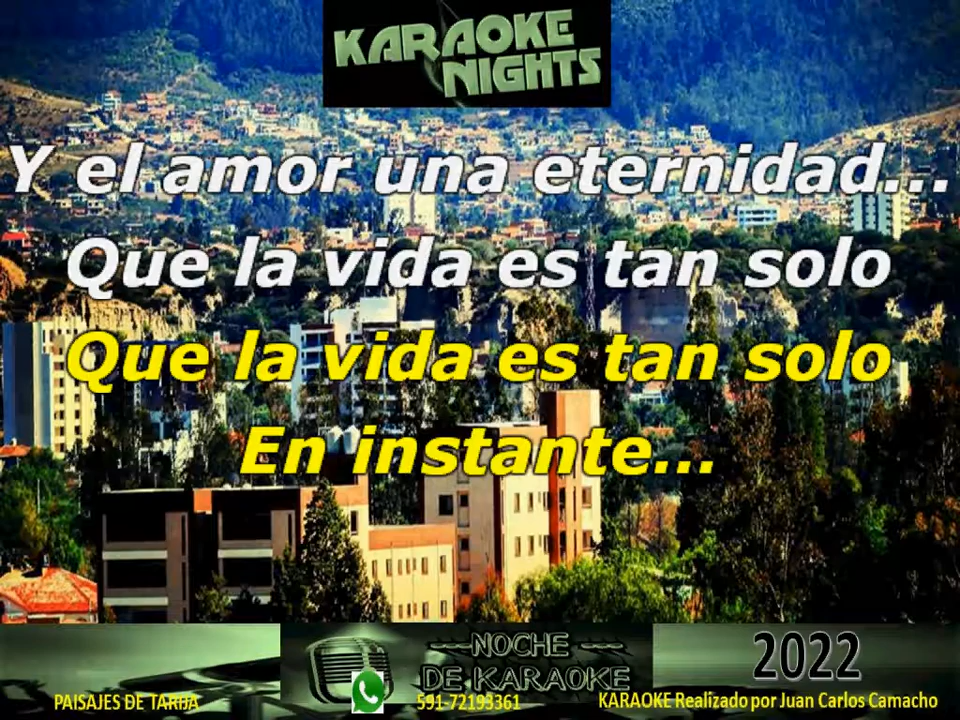 KARAOKE
NIGHTS
Y el amor una eternidad...
Que la vida es tan solo
Que la vida es tan solo
En instante...
NOCHE
DE KARAOKE
2022
PAISAJES DE TARIJA
591-72193361
KARAOKE Realizado por Juan Carlos Camacho